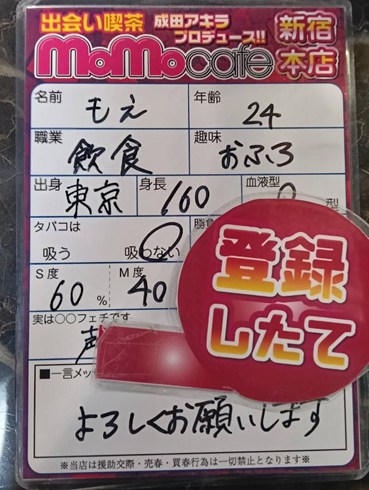 出会い喫茶 成田アキラ プロデュース!! 新宿本店
MoMocafe
名前 もえ 年齢 24
職業 飲食 趣味 おふろ
出身 東京 身長 160 血液型 型
タバコは
吸う 吸わない
S度 60% M度 40
実は○○フェチです
声
登録したて
■一言メッ
よろしくお願いします
※当店は援助交際・売春・買春行為は一切禁止となります※